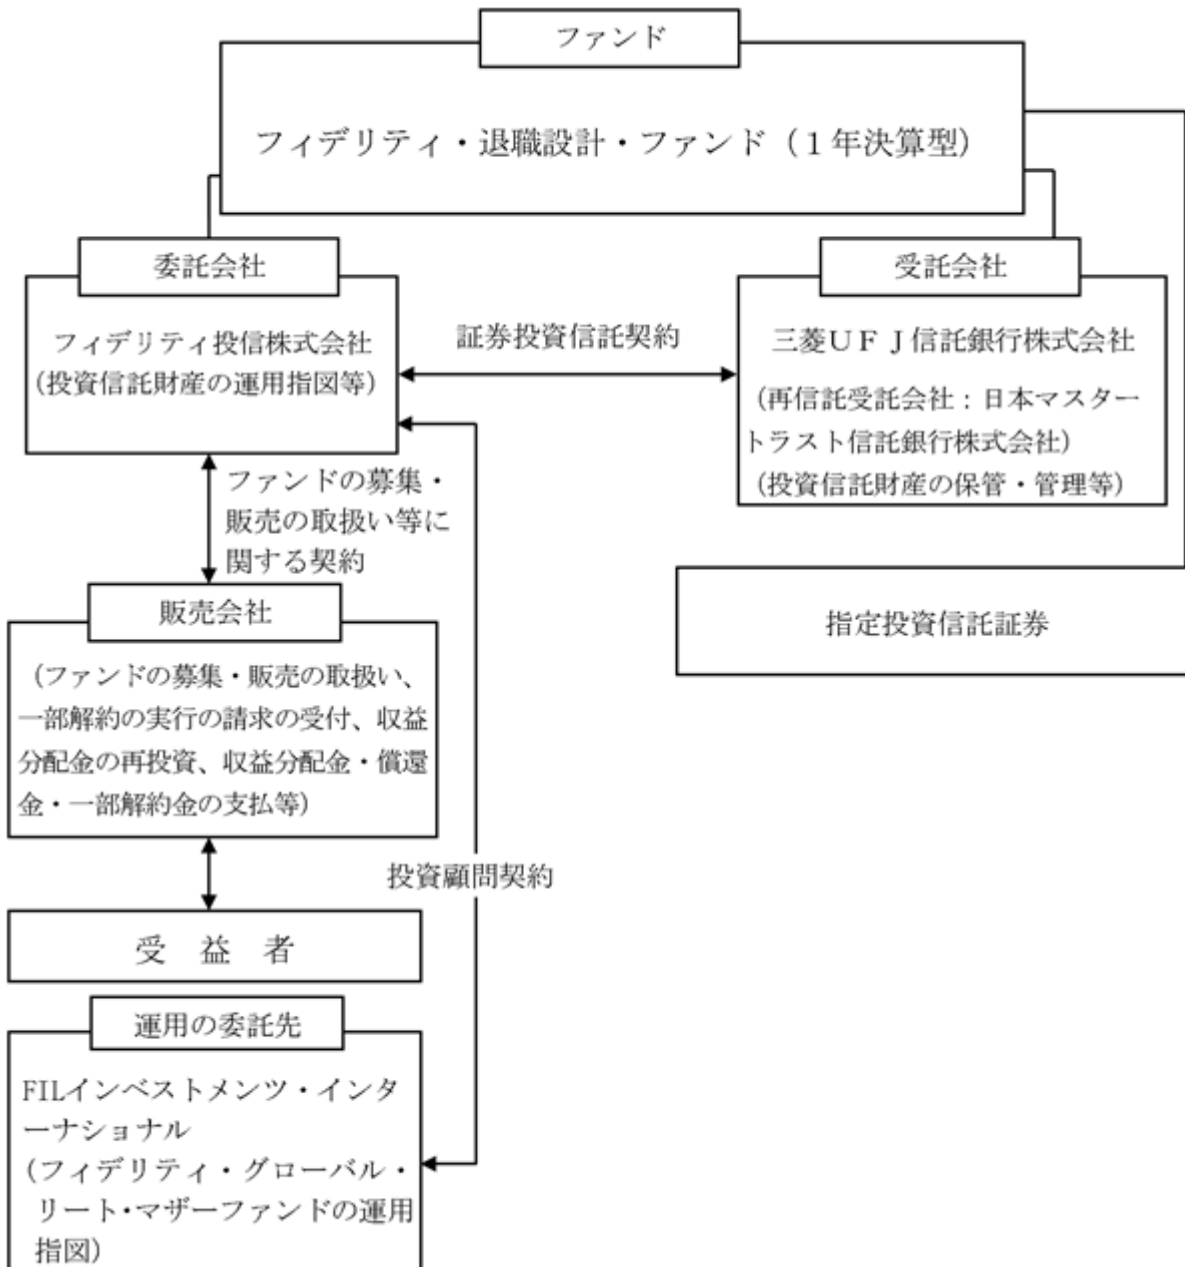 ファンド
フィデリティ・退職設計・ファンド（１年決算型）
委託会社
フィデリティ投信株式会社
（投資信託財産の運用指図等）
証券投資信託契約
受託会社
三菱ＵＦＪ信託銀行株式会社
（再信託受託会社：日本マスター
トラスト信託銀行株式会社）
（投資信託財産の保管・管理等）
ファンドの募集・
販売の取扱い等に
関する契約
指定投資信託証券
販売会社
（ファンドの募集・販売の取扱い、
一部解約の実行の請求の受付、収益
分配金の再投資、収益分配金・償還
金・一部解約金の支払等）
投資顧問契約
受　益　者
運用の委託先
FILインベストメンツ・インタ
ーナショナル
（フィデリティ・グローバル・
リート・マザーファンドの運用
指図）